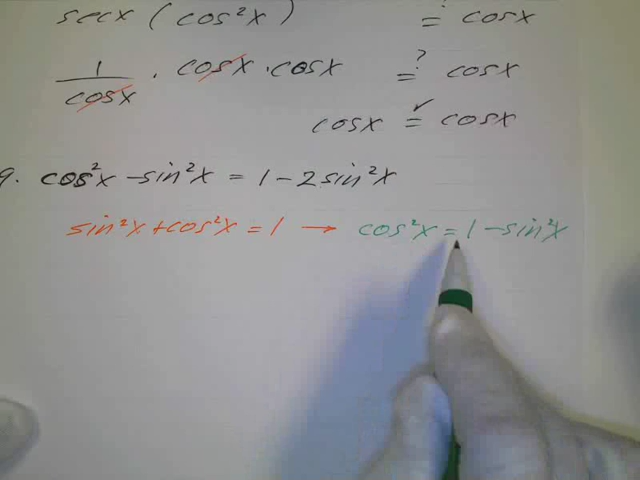 secx (cos²x) =? cosx
1/cosx · cosx · cosx =? cosx
cosx =✓ cosx
9. cos²x - sin²x = 1 - 2sin²x
sin²x + cos²x = 1 → cos²x = 1 - sin²x